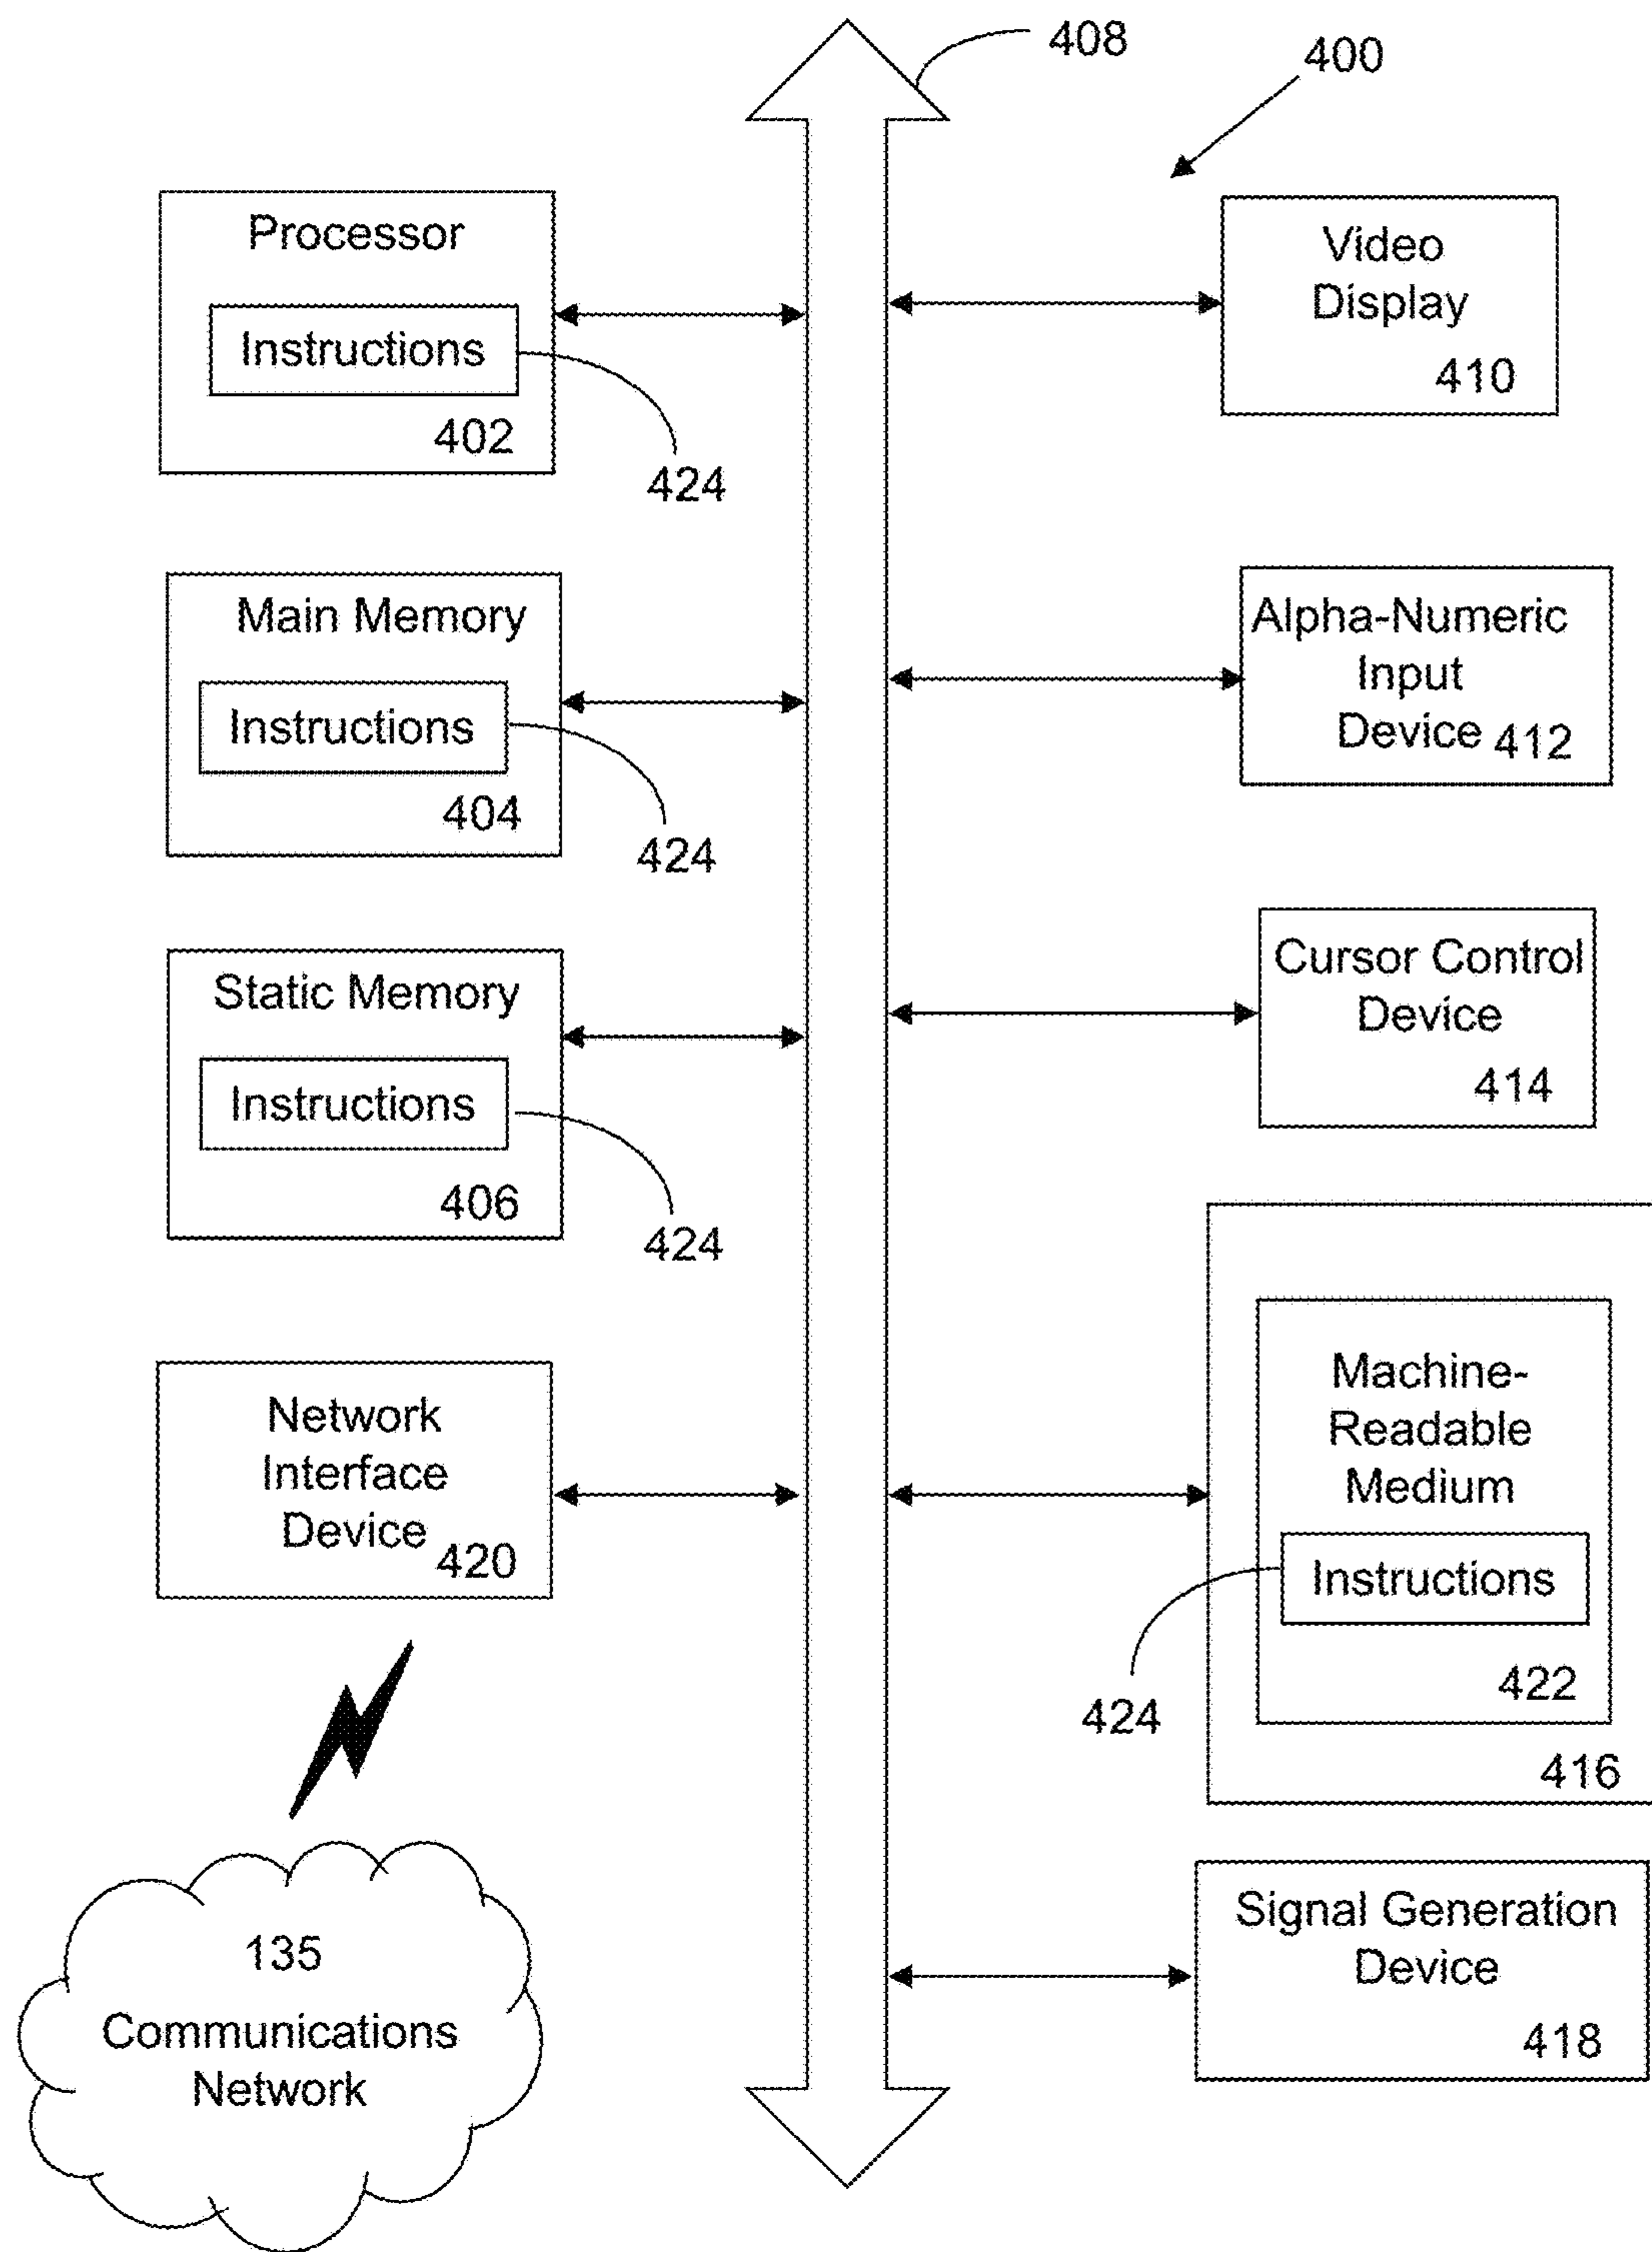 408
400
Processor
Instructions
402
424
Video
Display
410
Main Memory
Instructions
404
424
Alpha-Numeric
Input
Device 412
Static Memory
Instructions
406
424
Cursor Control
Device
414
Network
Interface
Device
420
Machine-
Readable
Medium
Instructions
422
424
416
135
Communications
Network
Signal Generation
Device
418